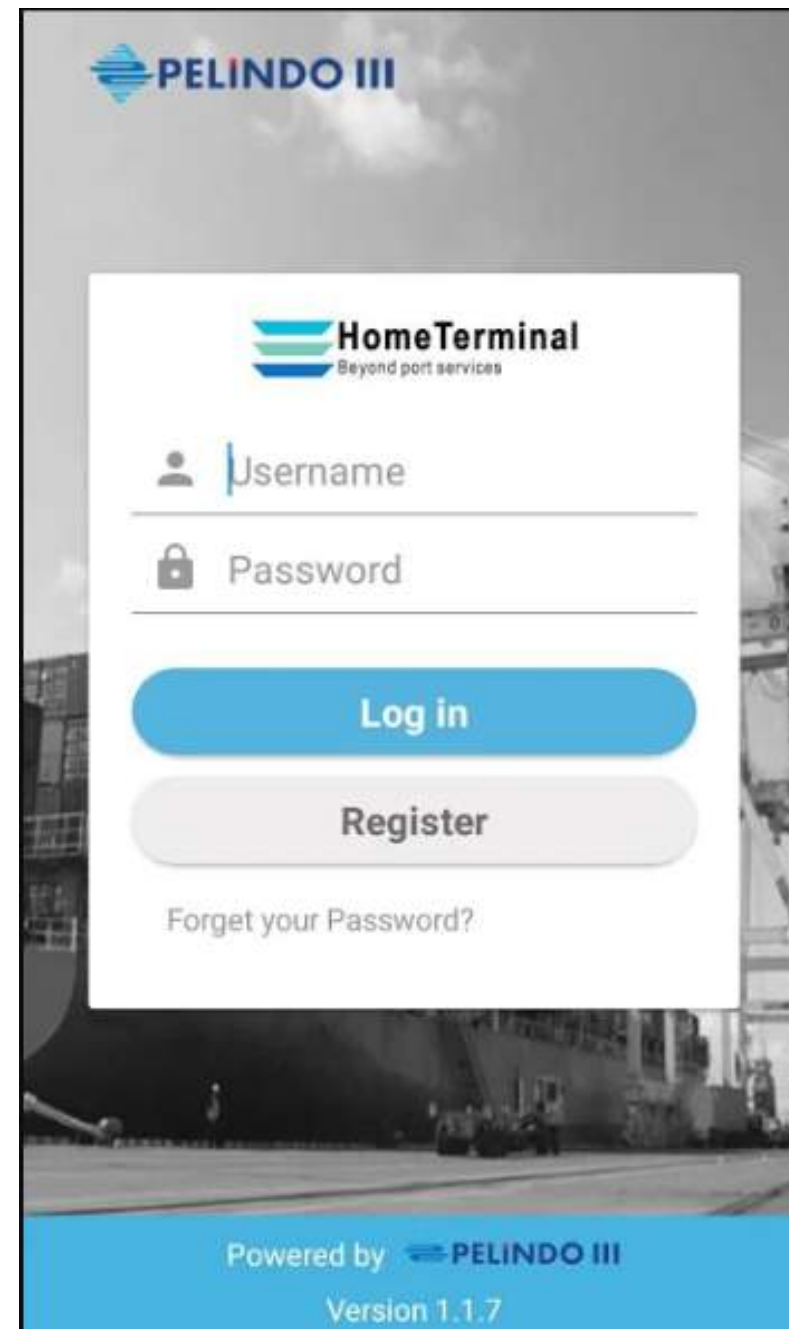 PELINDO III
HomeTerminal
Beyond port services
Username
Password
Log in
Register
Forget your Password?
Powered by PELINDO III
Version 1.1.7